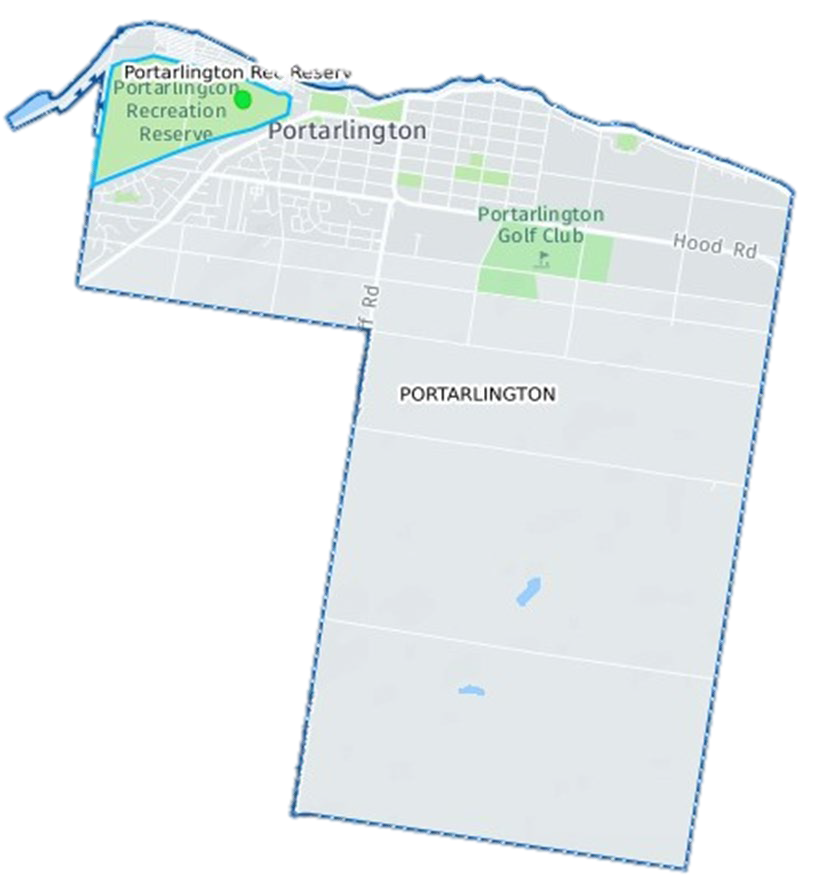 Portarlington Rec Reserv
Portarlington
Recreation
Reserve
Portarlington
Portarlington
Golf Club
Hood Rd
Rd
PORTARLINGTON